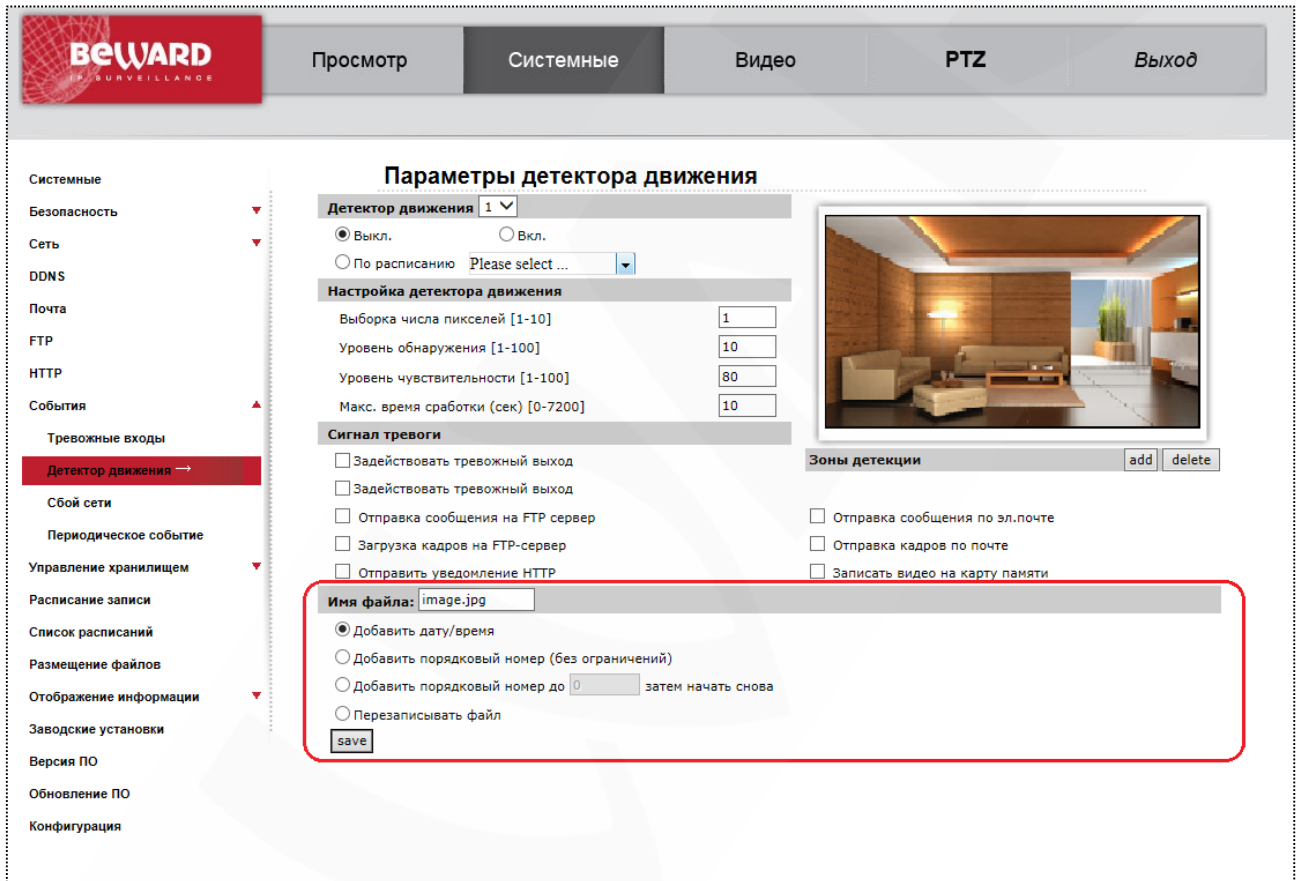 BEWARD
IP SURVEILLANCE
Просмотр
Системные
Видео
PTZ
Выход
Системные
Безопасность
Сеть
DDNS
Почта
FTP
HTTP
События
Тревожные входы
Детектор движения →
Сбой сети
Периодическое событие
Управление хранилищем
Расписание записи
Список расписаний
Размещение файлов
Отображение информации
Заводские установки
Версия ПО
Обновление ПО
Конфигурация
Параметры детектора движения
Детектор движения 1
Выкл. Вкл.
По расписанию Please select ...
Настройка детектора движения
Выборка числа пикселей [1-10] 1
Уровень обнаружения [1-100] 10
Уровень чувствительности [1-100] 80
Макс. время сработки (сек) [0-7200] 10
Сигнал тревоги
Зоны детекции add delete
Задействовать тревожный выход
Задействовать тревожный выход
Отправка сообщения на FTP сервер Отправка сообщения по эл.почте
Загрузка кадров на FTP-сервер Отправка кадров по почте
Отправить уведомление HTTP Записать видео на карту памяти
Имя файла: image.jpg
Добавить дату/время
Добавить порядковый номер (без ограничений)
Добавить порядковый номер до 0 затем начать снова
Перезаписывать файл
save